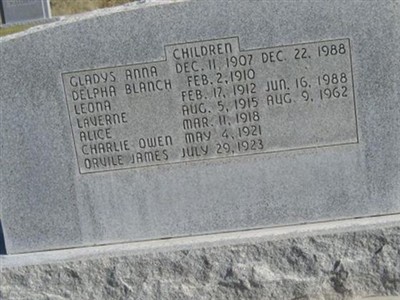 CHILDREN
GLADYS ANNA DEC. 11, 1907 DEC. 22, 1988
DELPHA BLANCH FEB. 2, 1910
LEONA FEB. 17, 1912 JUN. 16, 1988
LAVERNE AUG. 5, 1915 AUG. 9, 1962
ALICE MAR. 11, 1918
CHARLIE OWEN MAY 4, 1921
ORVILE JAMES JULY 29, 1923